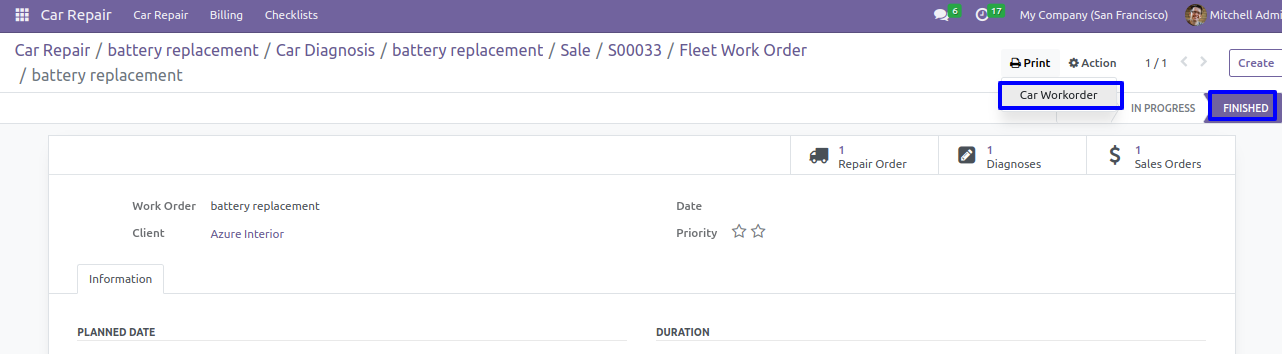 Car Repair Car Repair Billing Checklists 6 17 My Company (San Francisco) Mitchell Admi
Car Repair / battery replacement / Car Diagnosis / battery replacement / Sale / S00033 / Fleet Work Order
/ battery replacement
Print Action 1 / 1 Create
Car Workorder
IN PROGRESS FINISHED
1
Repair Order
1
Diagnoses
1
Sales Orders
Work Order battery replacement Date
Client Azure Interior Priority
Information
PLANNED DATE DURATION